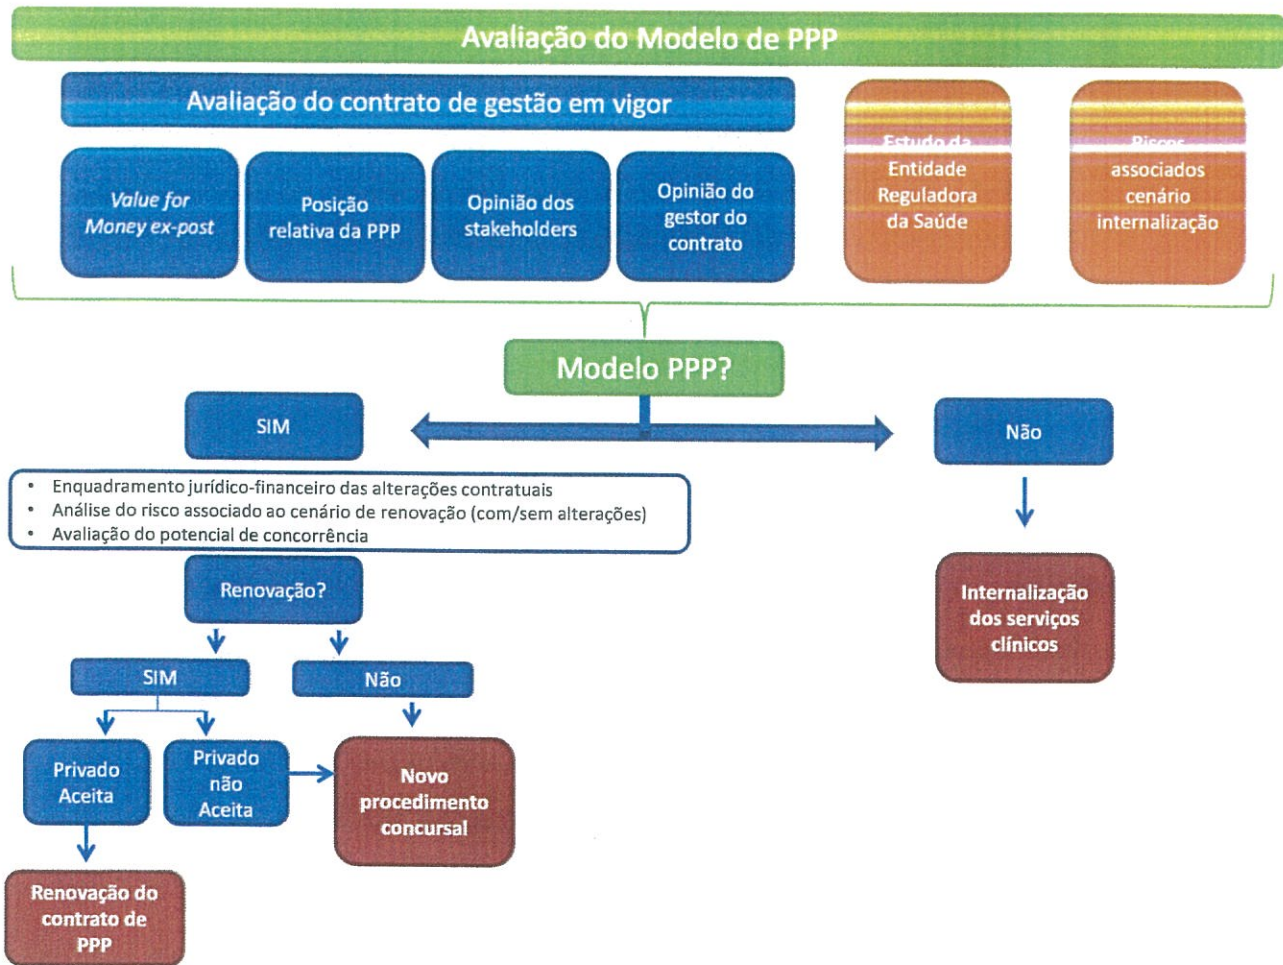 Avaliação do Modelo de PPP
Avaliação do contrato de gestão em vigor
Value for
Money ex-post
Posição
relativa da PPP
Opinião dos
stakeholders
Opinião do
gestor do
contrato
Estudo da
Entidade
Reguladora
da Saúde
Riscos
associados
cenário
internalização
Modelo PPP?
SIM
Não
• Enquadramento jurídico-financeiro das alterações contratuais
• Análise do risco associado ao cenário de renovação (com/sem alterações)
• Avaliação do potencial de concorrência
Renovação?
Internalização
dos serviços
clínicos
SIM
Não
Privado
Aceita
Privado
não
Aceita
Novo
procedimento
concursal
Renovação do
contrato de
PPP